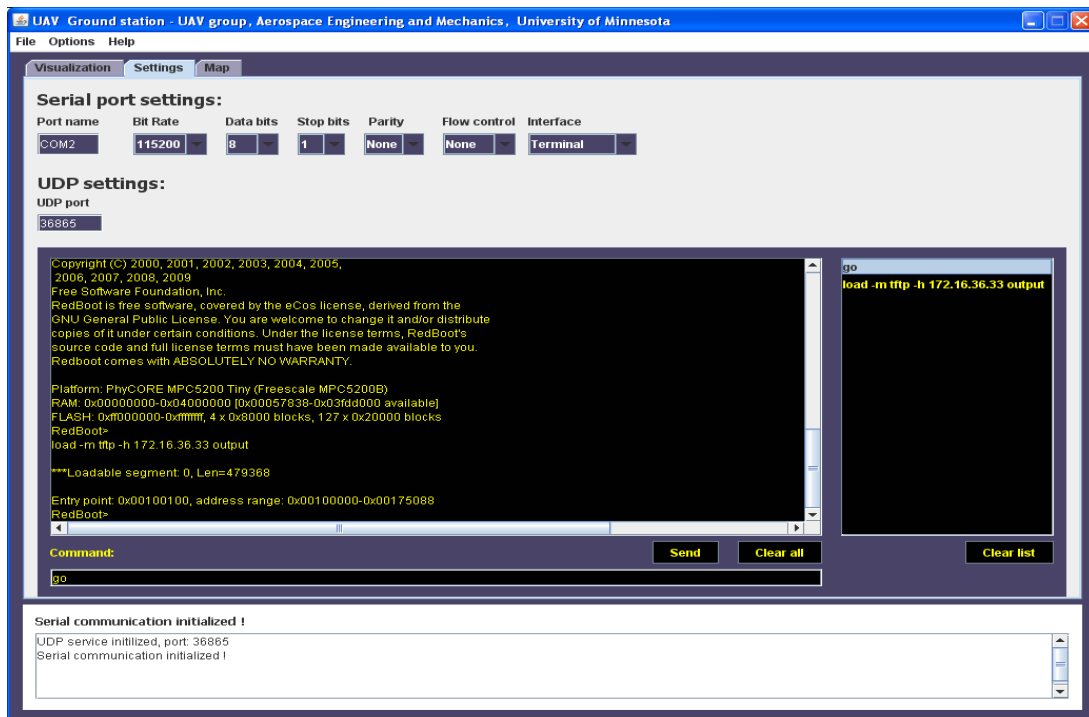 UAV Ground station - UAV group, Aerospace Engineering and Mechanics, University of Minnesota
File Options Help
Visualization Settings Map
Serial port settings:
Port name Bit Rate Data bits Stop bits Parity Flow control Interface
COM2 115200 8 1 None None Terminal
UDP settings:
UDP port
36865
Copyright (C) 2000, 2001, 2002, 2003, 2004, 2005,
2006, 2007, 2008, 2009
Free Software Foundation, Inc.
RedBoot is free software, covered by the eCos license, derived from the
GNU General Public License. You are welcome to change it and/or distribute
copies of it under certain conditions. Under the license terms, RedBoot's
source code and full license terms must have been made available to you.
Redboot comes with ABSOLUTELY NO WARRANTY.
Platform: PhyCORE MPC5200 Tiny (Freescale MPC5200B)
RAM: 0x00000000-0x04000000 [0x00057838-0x03fdd000 available]
FLASH: 0xff000000-0xffffffff, 4 x 0x8000 blocks, 127 x 0x20000 blocks
RedBoot>
load -m tftp -h 172.16.36.33 output
***Loadable segment: 0, Len=479368
Entry point: 0x00100100, address range: 0x00100000-0x00175088
RedBoot>
go
load -m tftp -h 172.16.36.33 output
Command: Send Clear all Clear list
go
Serial communication initialized !
UDP service initilized, port: 36865
Serial communication initialized !